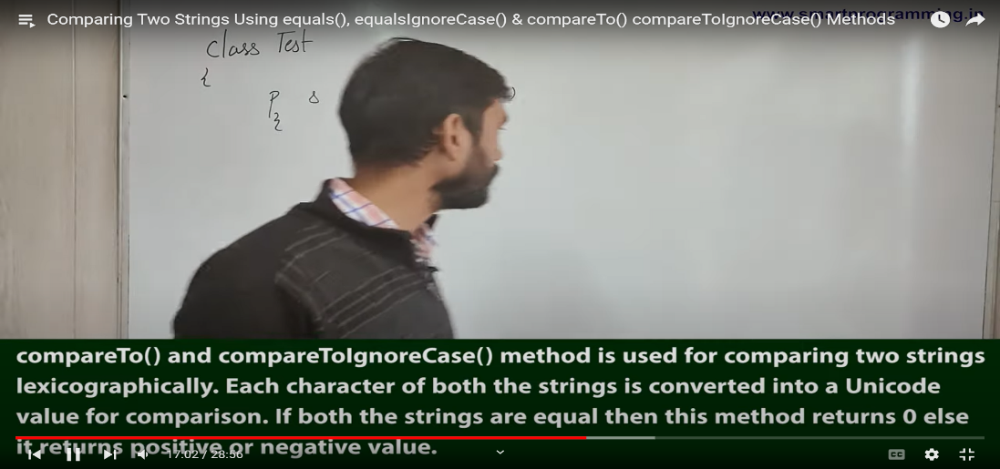 Comparing Two Strings Using equals(), equalsIgnoreCase() & compareTo() compareToIgnoreCase() Methods
www.smartprogramming.in
class Test
{
P s )
{
compareTo() and compareToIgnoreCase() method is used for comparing two strings
lexicographically. Each character of both the strings is converted into a Unicode
value for comparison. If both the strings are equal then this method returns 0 else
it returns positive or negative value.
17:02 / 28:56
CC